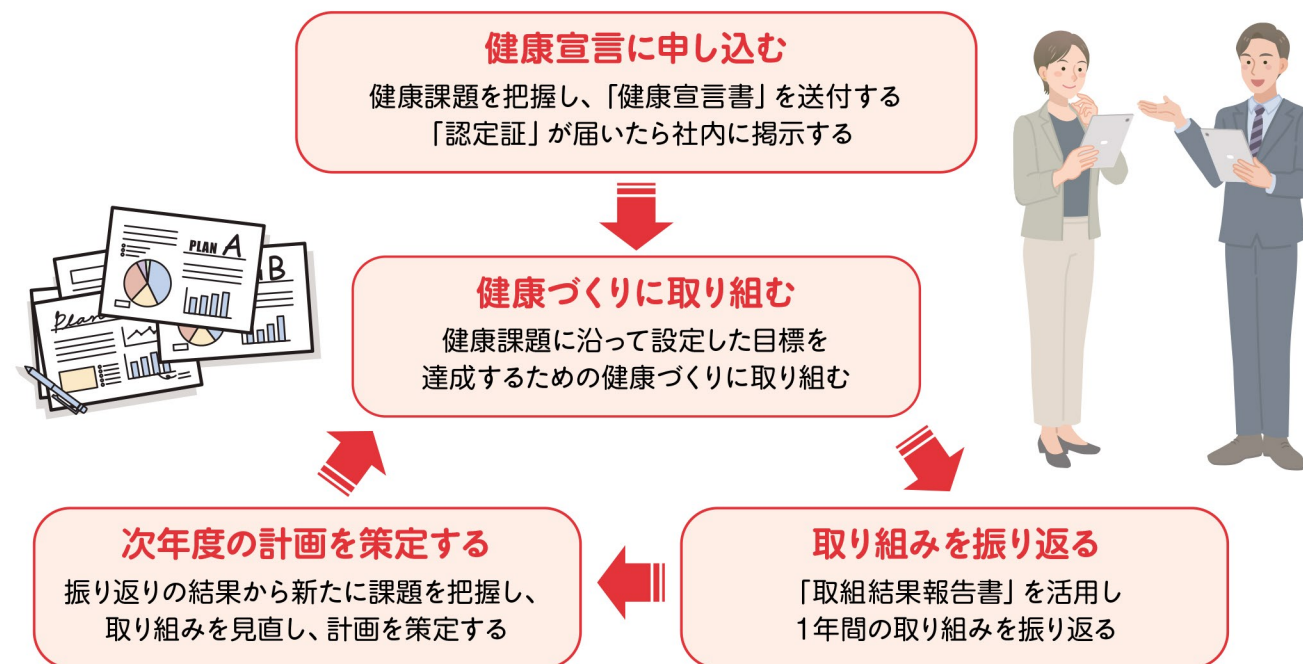 健康宣言に申し込む
健康課題を把握し、「健康宣言書」を送付する
「認定証」が届いたら社内に掲示する
PLAN A
B
Plan
健康づくりに取り組む
健康課題に沿って設定した目標を
達成するための健康づくりに取り組む
取り組みを振り返る
「取組結果報告書」を活用し
1年間の取り組みを振り返る
次年度の計画を策定する
振り返りの結果から新たに課題を把握し、
取り組みを見直し、計画を策定する